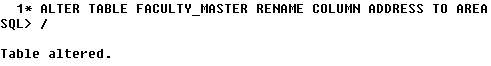 1* ALTER TABLE FACULTY_MASTER RENAME COLUMN ADDRESS TO AREA
SQL> /
Table altered.